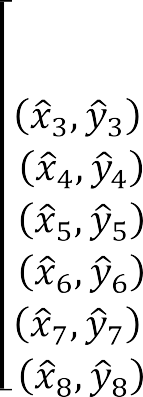 (x̂₃, ŷ₃)
(x̂₄, ŷ₄)
(x̂₅, ŷ₅)
(x̂₆, ŷ₆)
(x̂₇, ŷ₇)
(x̂₈, ŷ₈)